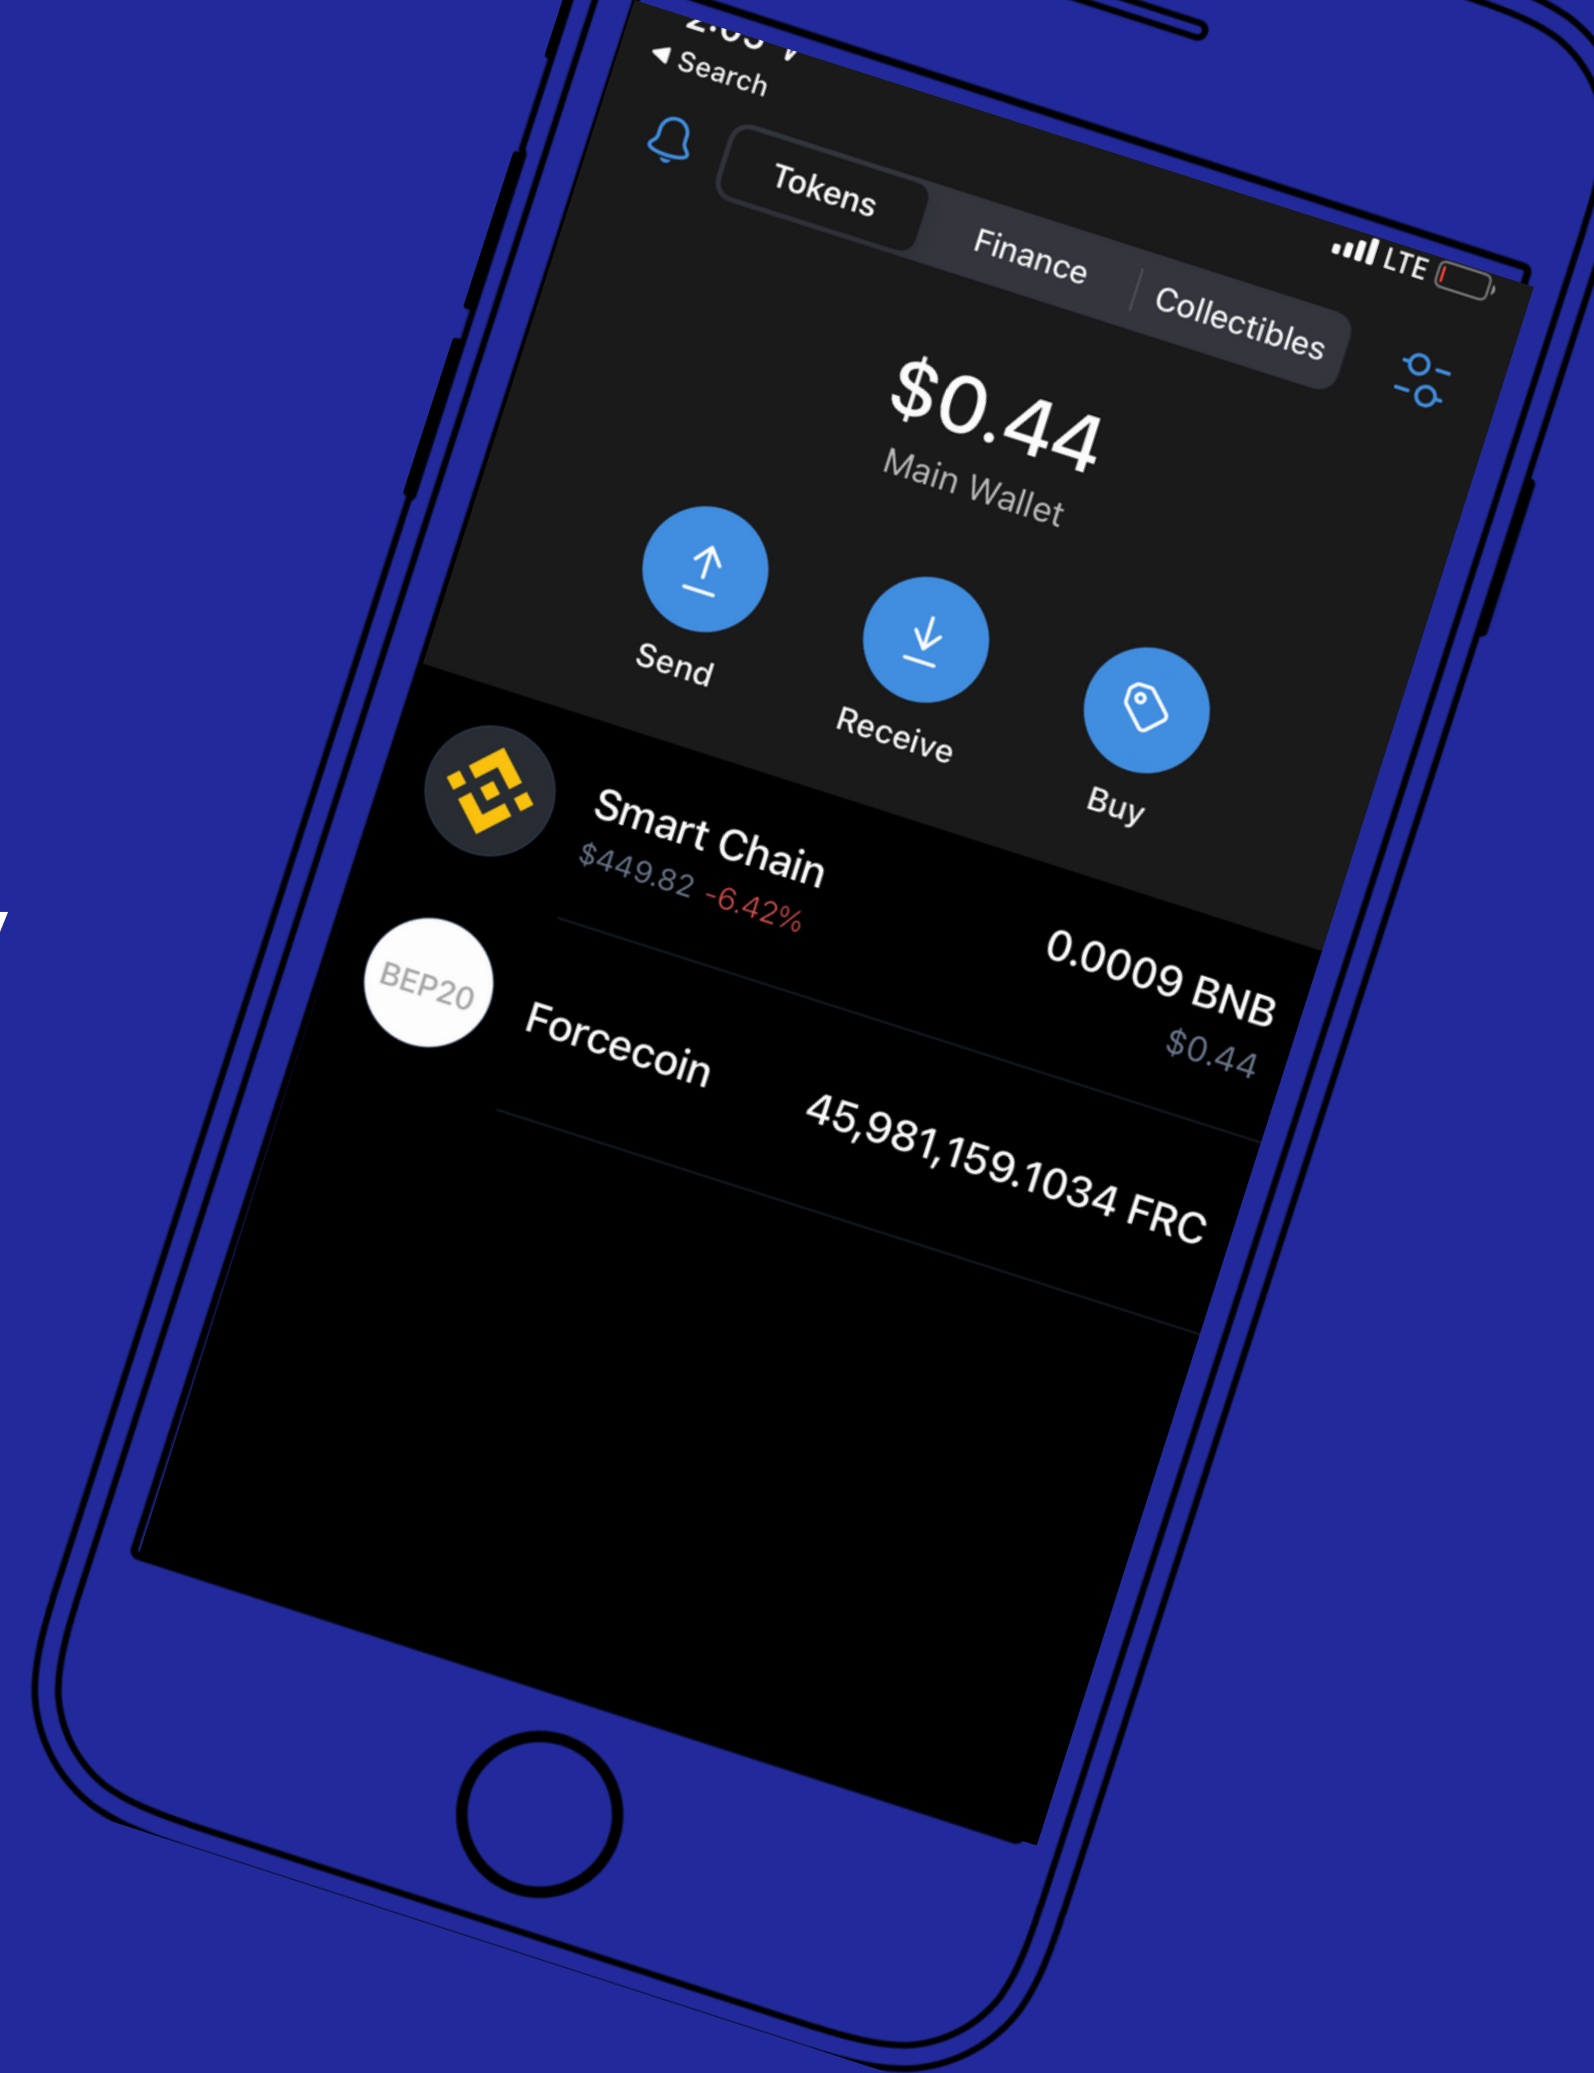 Search
LTE
Tokens
Finance
Collectibles
$0.44
Main Wallet
Send
Receive
Buy
Smart Chain
$449.82 -6.42%
0.0009 BNB
$0.44
BEP20
Forcecoin
45,981,159.1034 FRC